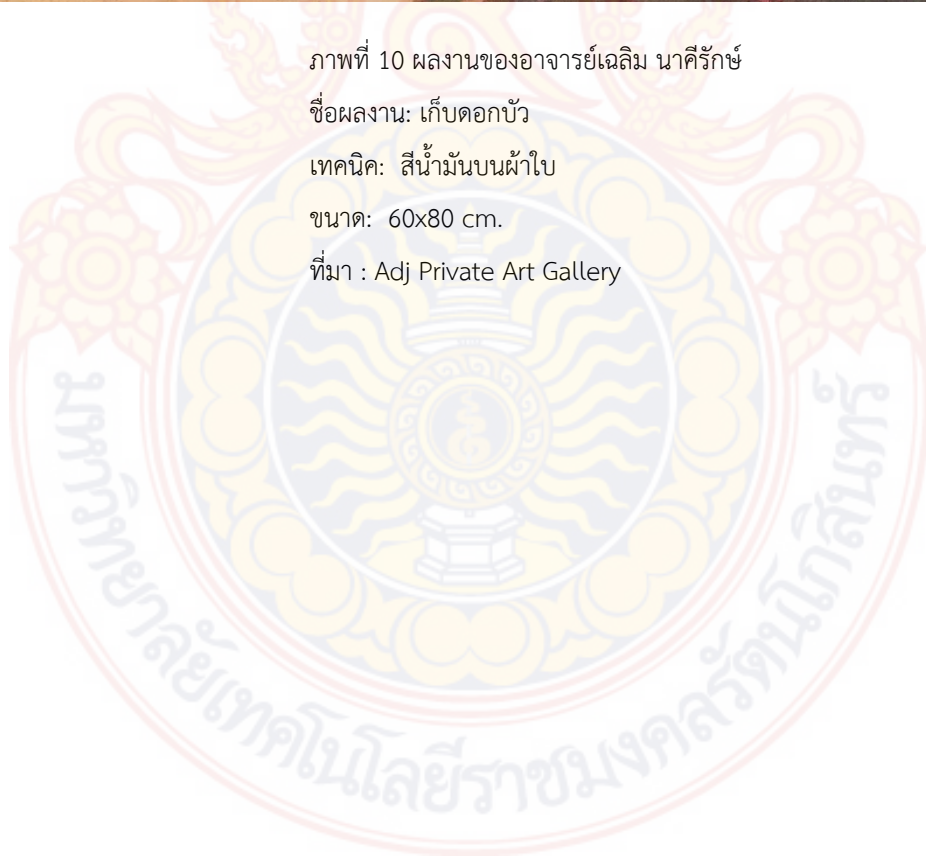 ภาพที่ 10 ผลงานของอาจารย์เฉลิม นาคีรักษ์
ชื่อผลงาน: เก็บดอกบัว
เทคนิค: สีน้ำมันบนผ้าใบ
ขนาด: 60x80 cm.
ที่มา : Adj Private Art Gallery
มหาวิทยาลัยเทคโนโลยีราชมงคลรัตนโกสินทร์